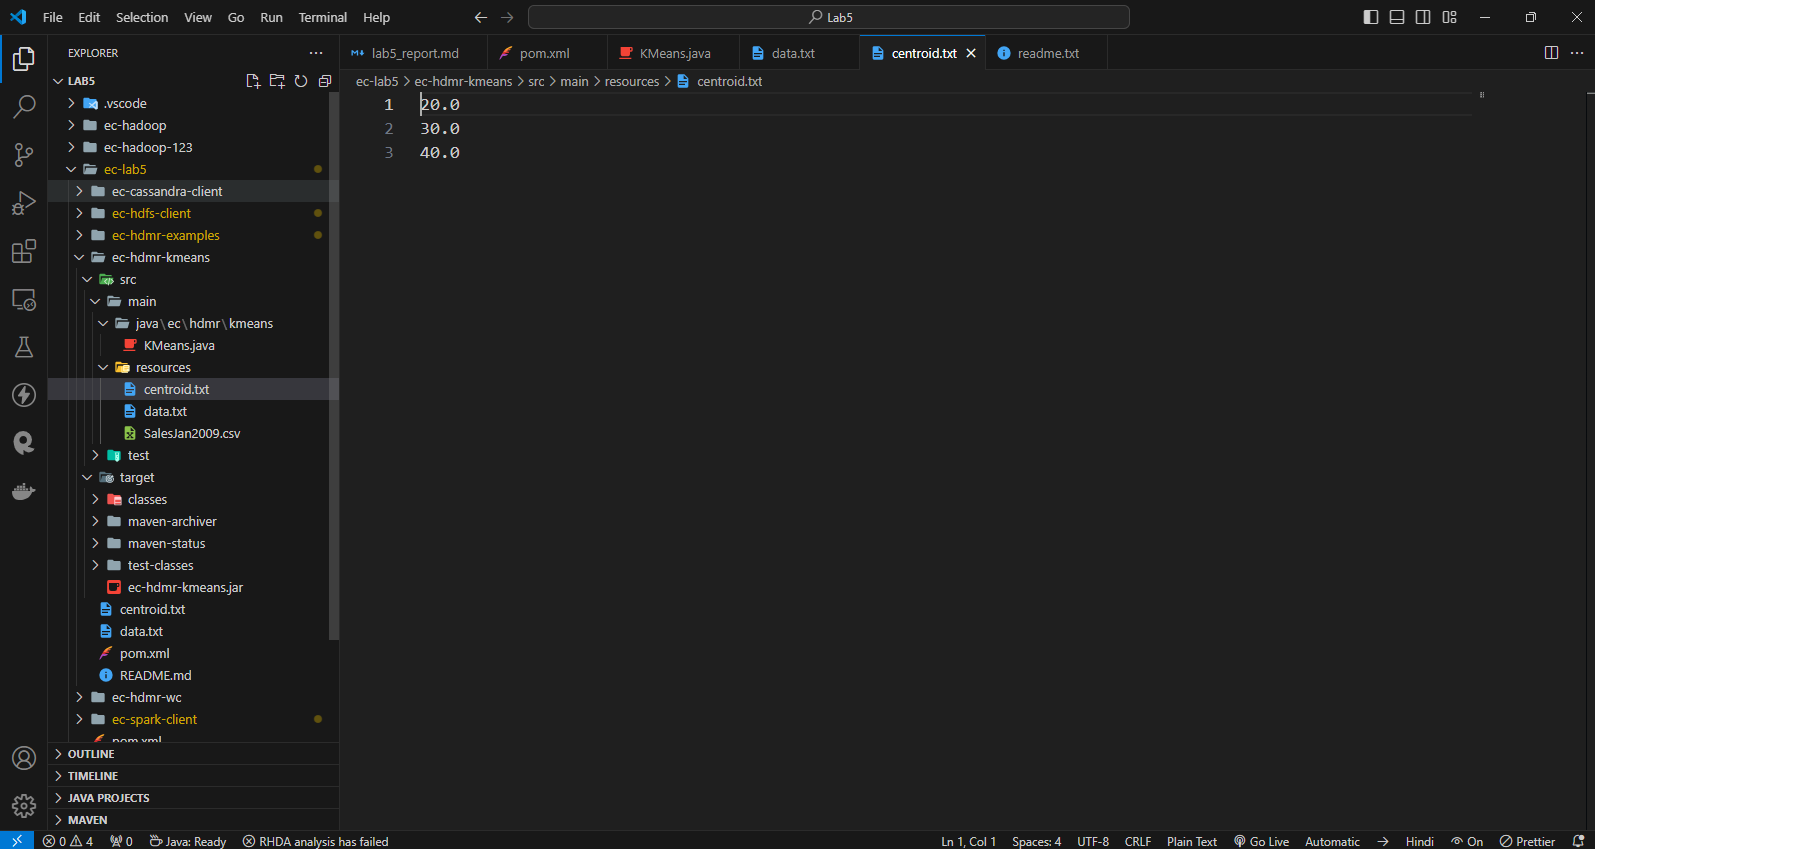 File Edit Selection View Go Run Terminal Help
Lab5
EXPLORER
LAB5
.vscode
ec-hadoop
ec-hadoop-123
ec-lab5
ec-cassandra-client
ec-hdfs-client
ec-hdmr-examples
ec-hdmr-kmeans
src
main
java\ec\hdmr\kmeans
KMeans.java
resources
centroid.txt
data.txt
SalesJan2009.csv
test
target
classes
maven-archiver
maven-status
test-classes
ec-hdmr-kmeans.jar
centroid.txt
data.txt
pom.xml
README.md
ec-hdmr-wc
ec-spark-client
pom.xml
OUTLINE
TIMELINE
JAVA PROJECTS
MAVEN
lab5_report.md pom.xml KMeans.java data.txt centroid.txt readme.txt
ec-lab5 > ec-hdmr-kmeans > src > main > resources > centroid.txt
1 20.0
2 30.0
3 40.0
0 4 0 Java: Ready RHDA analysis has failed
Ln 1, Col 1 Spaces: 4 UTF-8 CRLF Plain Text Go Live Automatic Hindi On Prettier